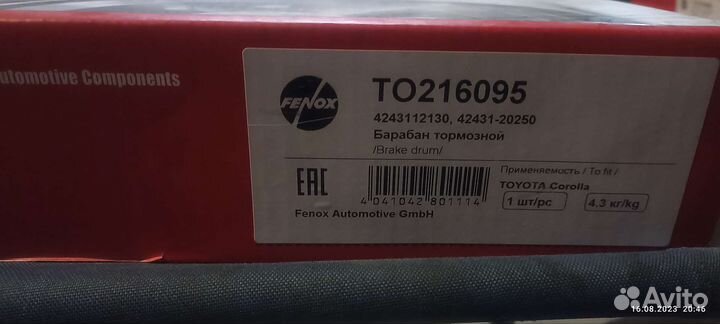 utomotive Components
FENOX
TO216095
4243112130, 42431-20250
Барабан тормозной
/Brake drum/
EAC
4 041042 801114
Fenox Automotive GmbH
Применяемость / To fit /
TOYOTA Corolla
1 шт/pc
4.3 кг/kg
Avito
16.08.2023 20:46